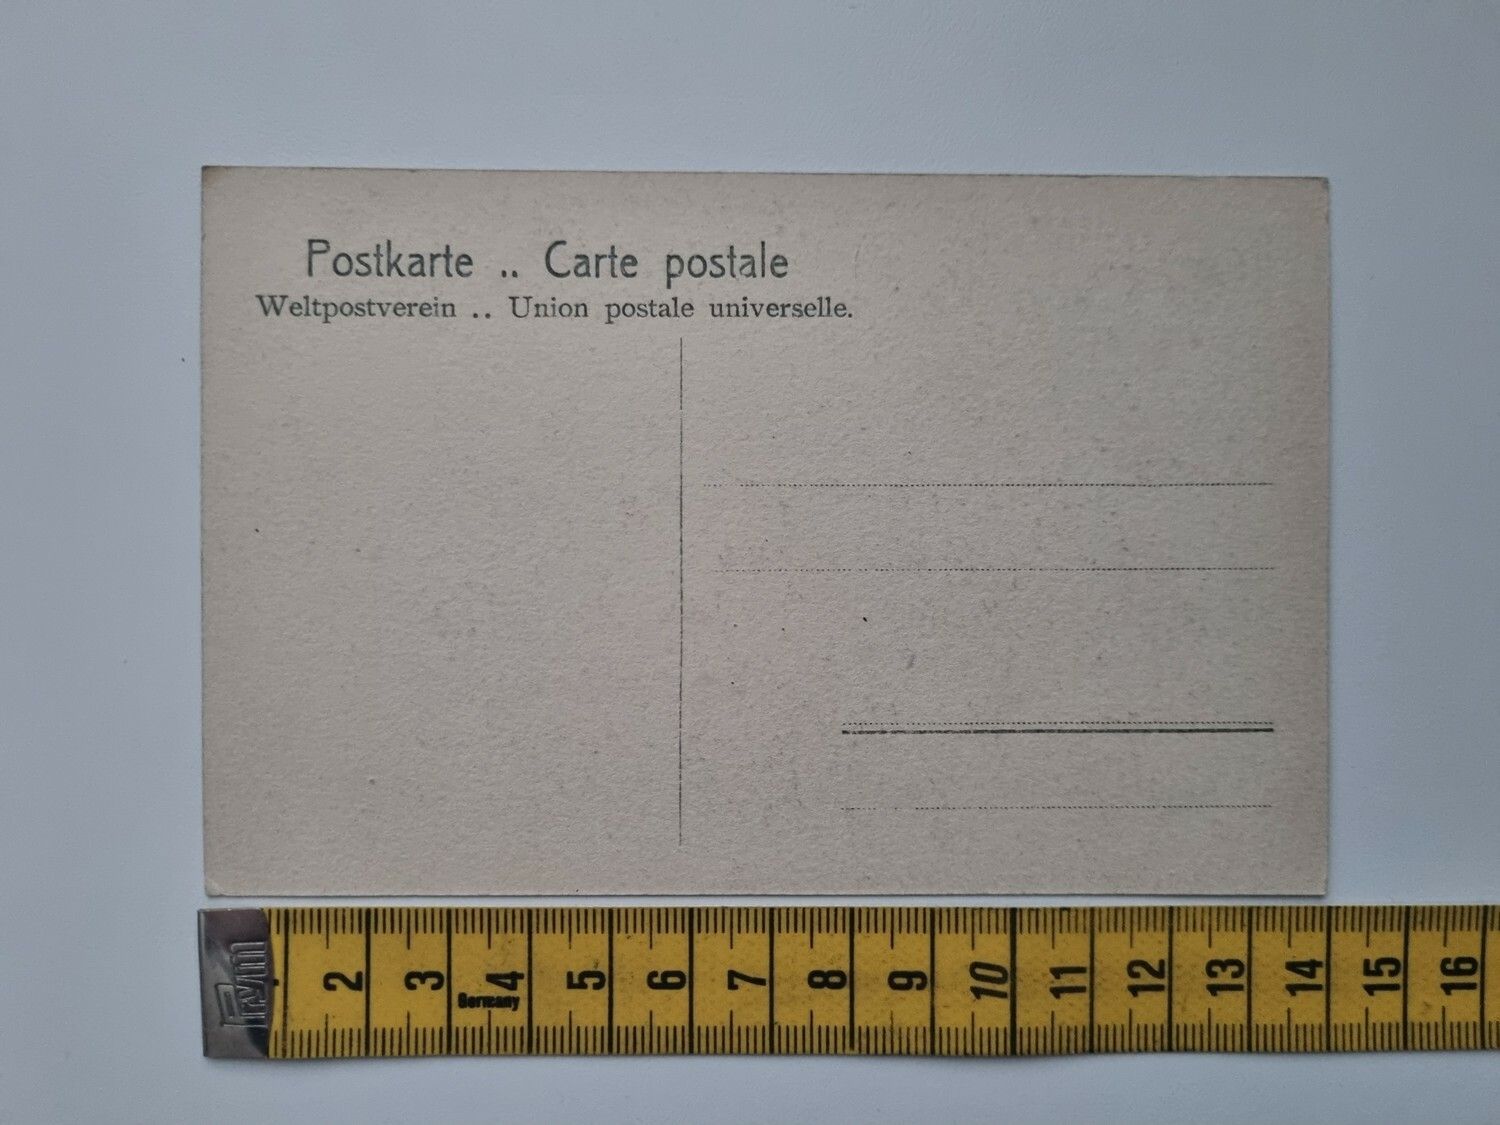 Postkarte .. Carte postale
Weltpostverein .. Union postale universelle.
Prym
2 3 4 5 6 7 8 9 10 11 12 13 14 15 16
Germany